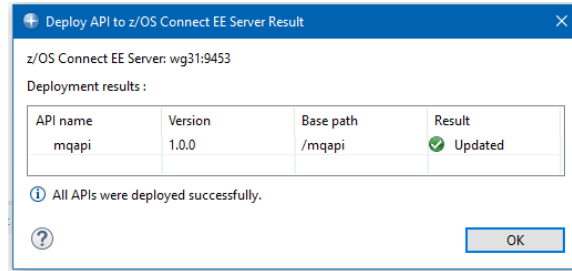 Deploy API to z/OS Connect EE Server Result
z/OS Connect EE Server: wg31:9453
Deployment results :
API name Version Base path Result
mqapi 1.0.0 /mqapi Updated
All APIs were deployed successfully.
OK